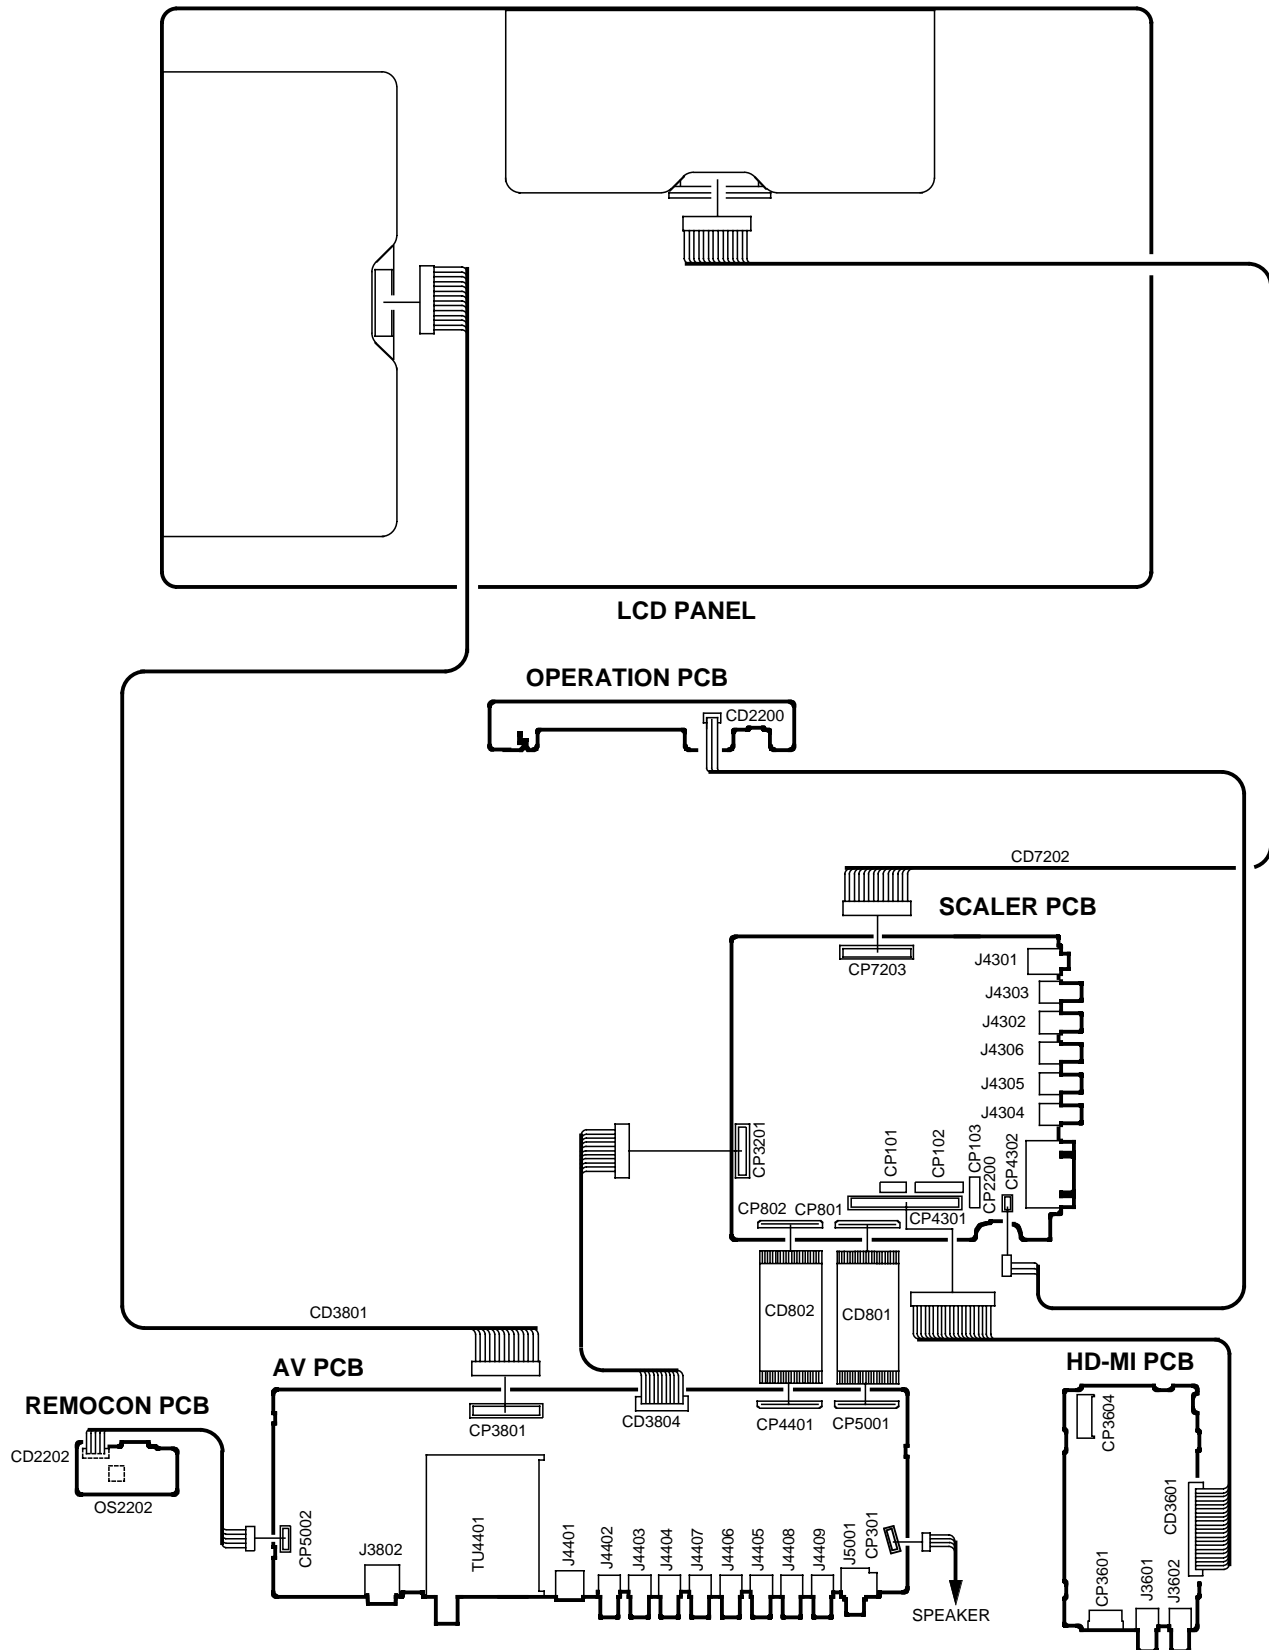 LCD PANEL
OPERATION PCB
CD2200
CD7202
SCALER PCB
CP7203
J4301
J4303
J4302
J4306
J4305
J4304
CP3201
CP101
CP102
CP103
CP2200
CP4302
CP802
CP801
CP4301
CD802
CD801
CD3801
AV PCB
HD-MI PCB
REMOCON PCB
CD2202
OS2202
CP3801
CD3804
CP4401
CP5001
CP3604
CD3601
CP5002
J3802
TU4401
J4401
J4402
J4403
J4404
J4407
J4406
J4405
J4408
J4409
J5001
CP301
SPEAKER
CP3601
J3601
J3602